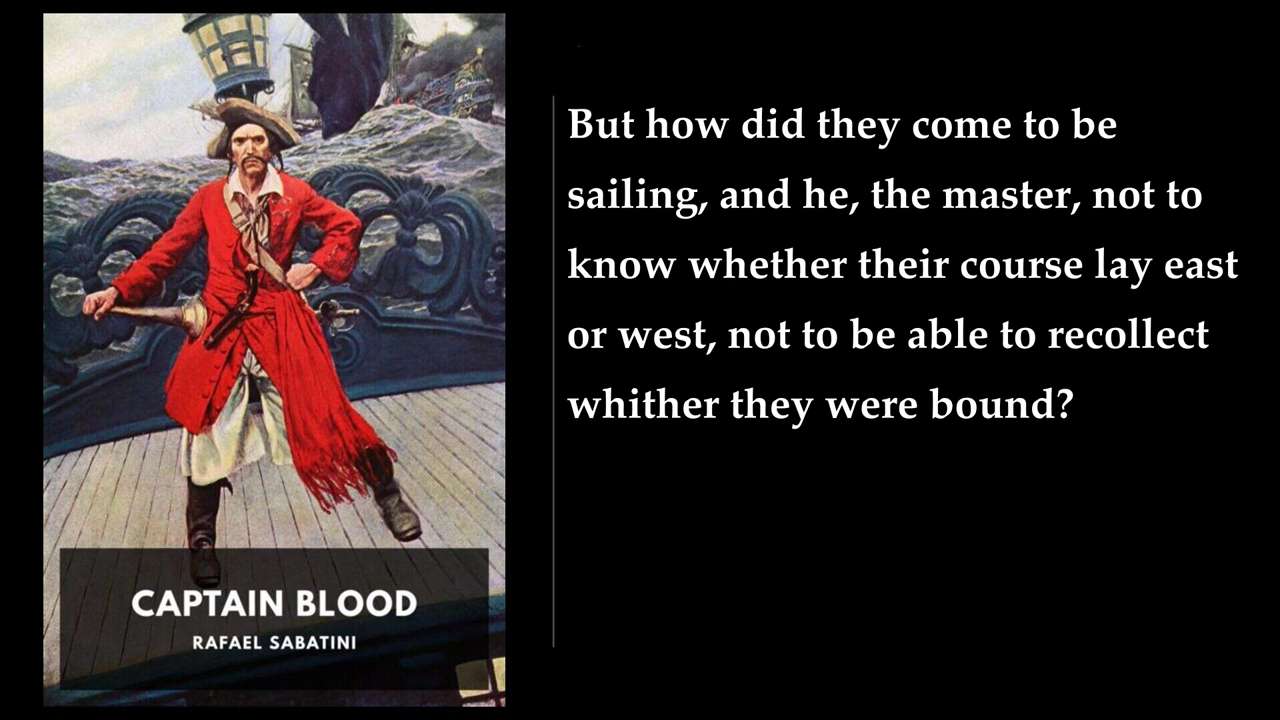 But how did they come to be
sailing, and he, the master, not to
know whether their course lay east
or west, not to be able to recollect
whither they were bound?
CAPTAIN BLOOD
RAFAEL SABATINI